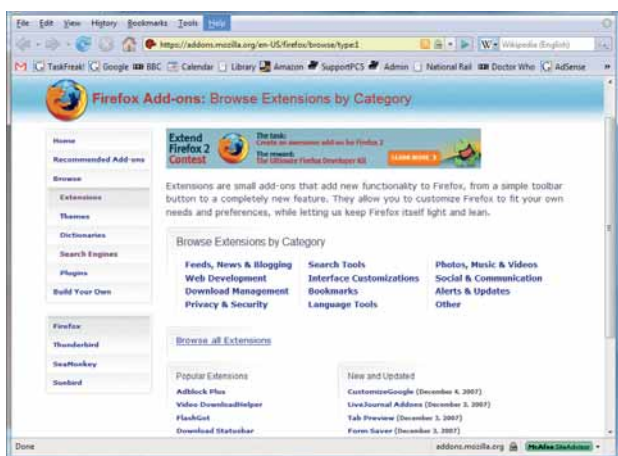 File Edit View History Bookmarks Tools Help
https://addons.mozilla.org/en-US/firefox/browse/type:1
Wikipedia (English)
TaskFreak! Google BBC Calendar Library Amazon SupportPCS Admin National Rail Doctor Who AdSense »
Firefox Add-ons: Browse Extensions by Category
Home
Recommended Add-ons
Browse
Extensions
Themes
Dictionaries
Search Engines
Plugins
Build Your Own
Firefox
Thunderbird
SeaMonkey
Sunbird
Extend
Firefox 2
Contest
The task:
Create an awesome add-on for Firefox 2
The reward:
The Ultimate Firefox Developer Kit
LEARN MORE
Extensions are small add-ons that add new functionality to Firefox, from a simple toolbar
button to a completely new feature. They allow you to customize Firefox to fit your own
needs and preferences, while letting us keep Firefox itself light and lean.
Browse Extensions by Category
Feeds, News & Blogging
Web Development
Download Management
Privacy & Security
Search Tools
Interface Customizations
Bookmarks
Language Tools
Photos, Music & Videos
Social & Communication
Alerts & Updates
Other
Browse all Extensions
Popular Extensions
Adblock Plus
Video DownloadHelper
FlashGot
Download Statusbar
New and Updated
CustomizeGoogle (December 4, 2007)
LiveJournal Addons (December 3, 2007)
Tab Preview (December 3, 2007)
Form Saver (December 3, 2007)
Done
addons.mozilla.org
McAfee SiteAdvisor